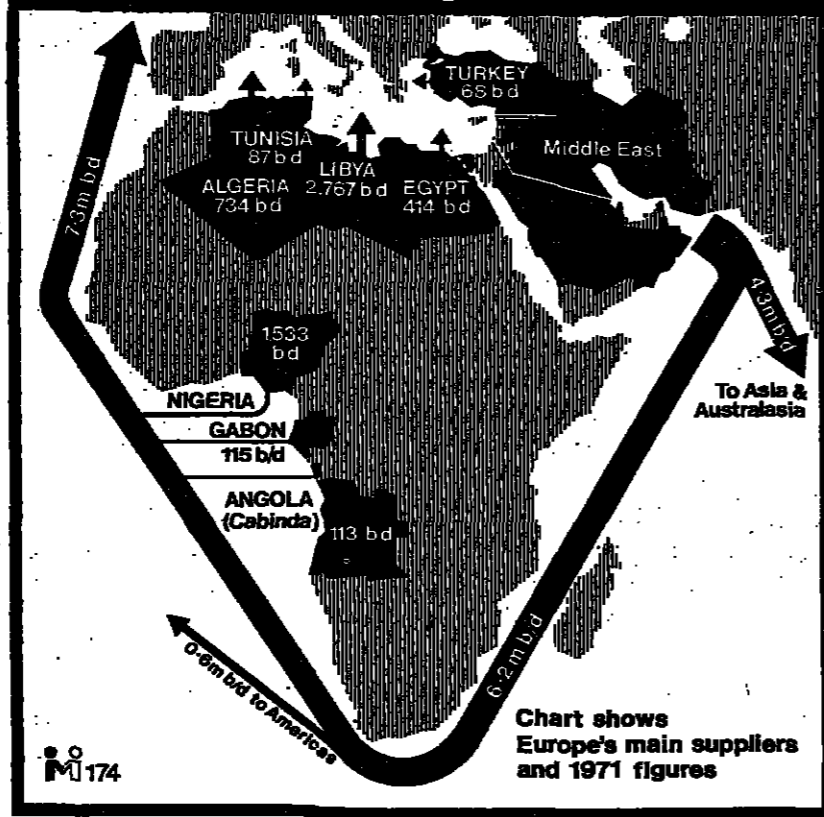 TURKEY
68 b d
TUNISIA
87 b d
LIBYA
2.767 b d
ALGERIA
734 b d
EGYPT
414 b d
Middle East
7·3m b d
1533
b d
4·3m b/d
To Asia &
Australasia
NIGERIA
GABON
115 b/d
ANGOLA
(Cabinda)
113 b d
0·6m b/d to Americas
6·2m b/d
Chart shows
Europe's main suppliers
and 1971 figures
174